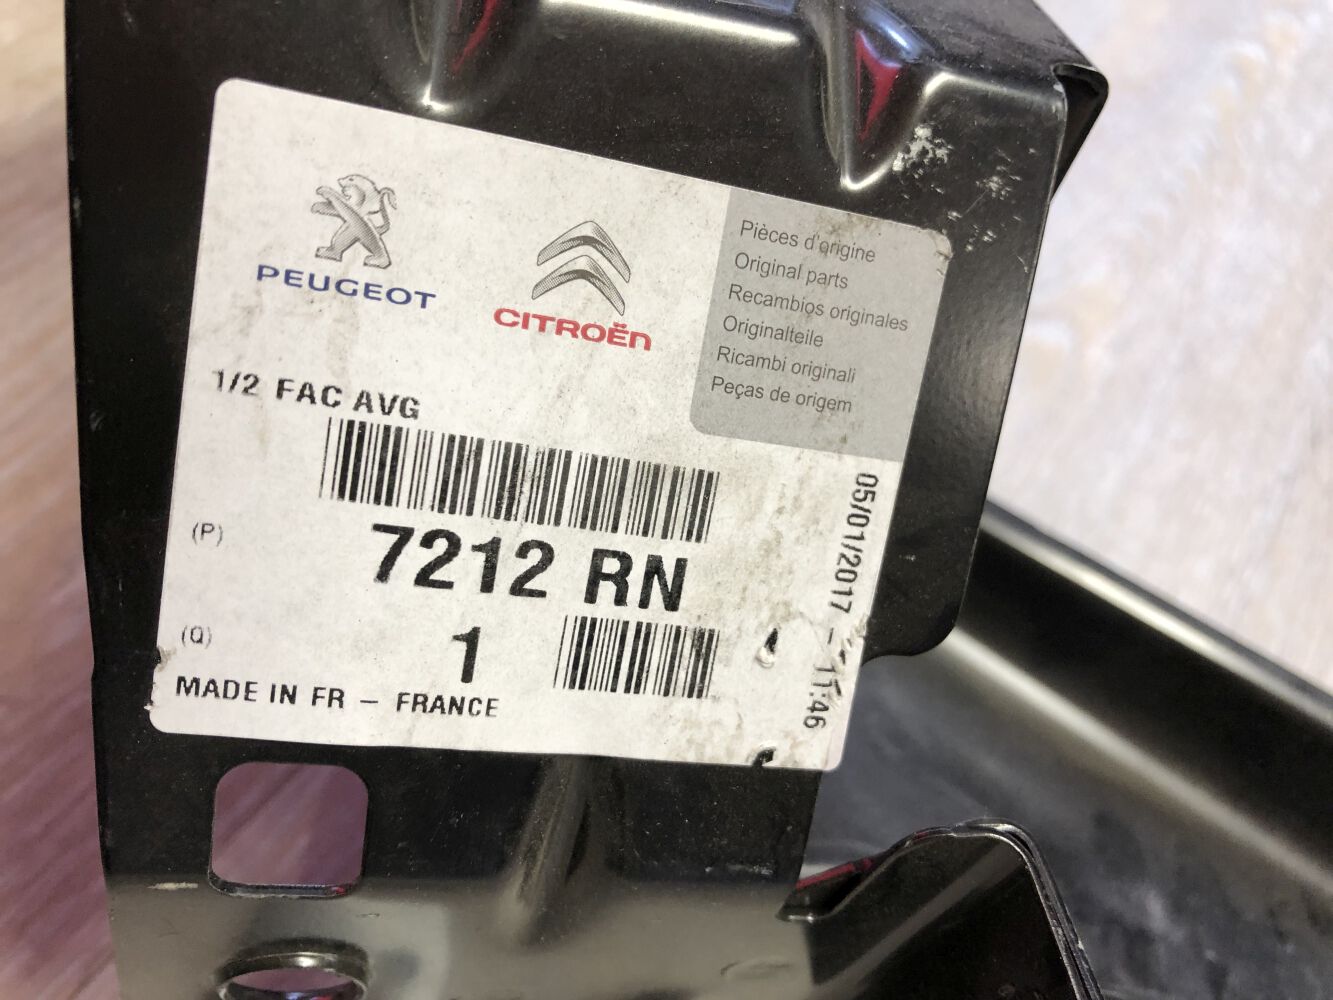 PEUGEOT
CITROËN
Pièces d'origine
Original parts
Recambios originales
Originalteile
Ricambi originali
Peças de origem
1/2 FAC AVG
(P)
7212 RN
(Q)
1
MADE IN FR - FRANCE
05/01/2017 - 11:46